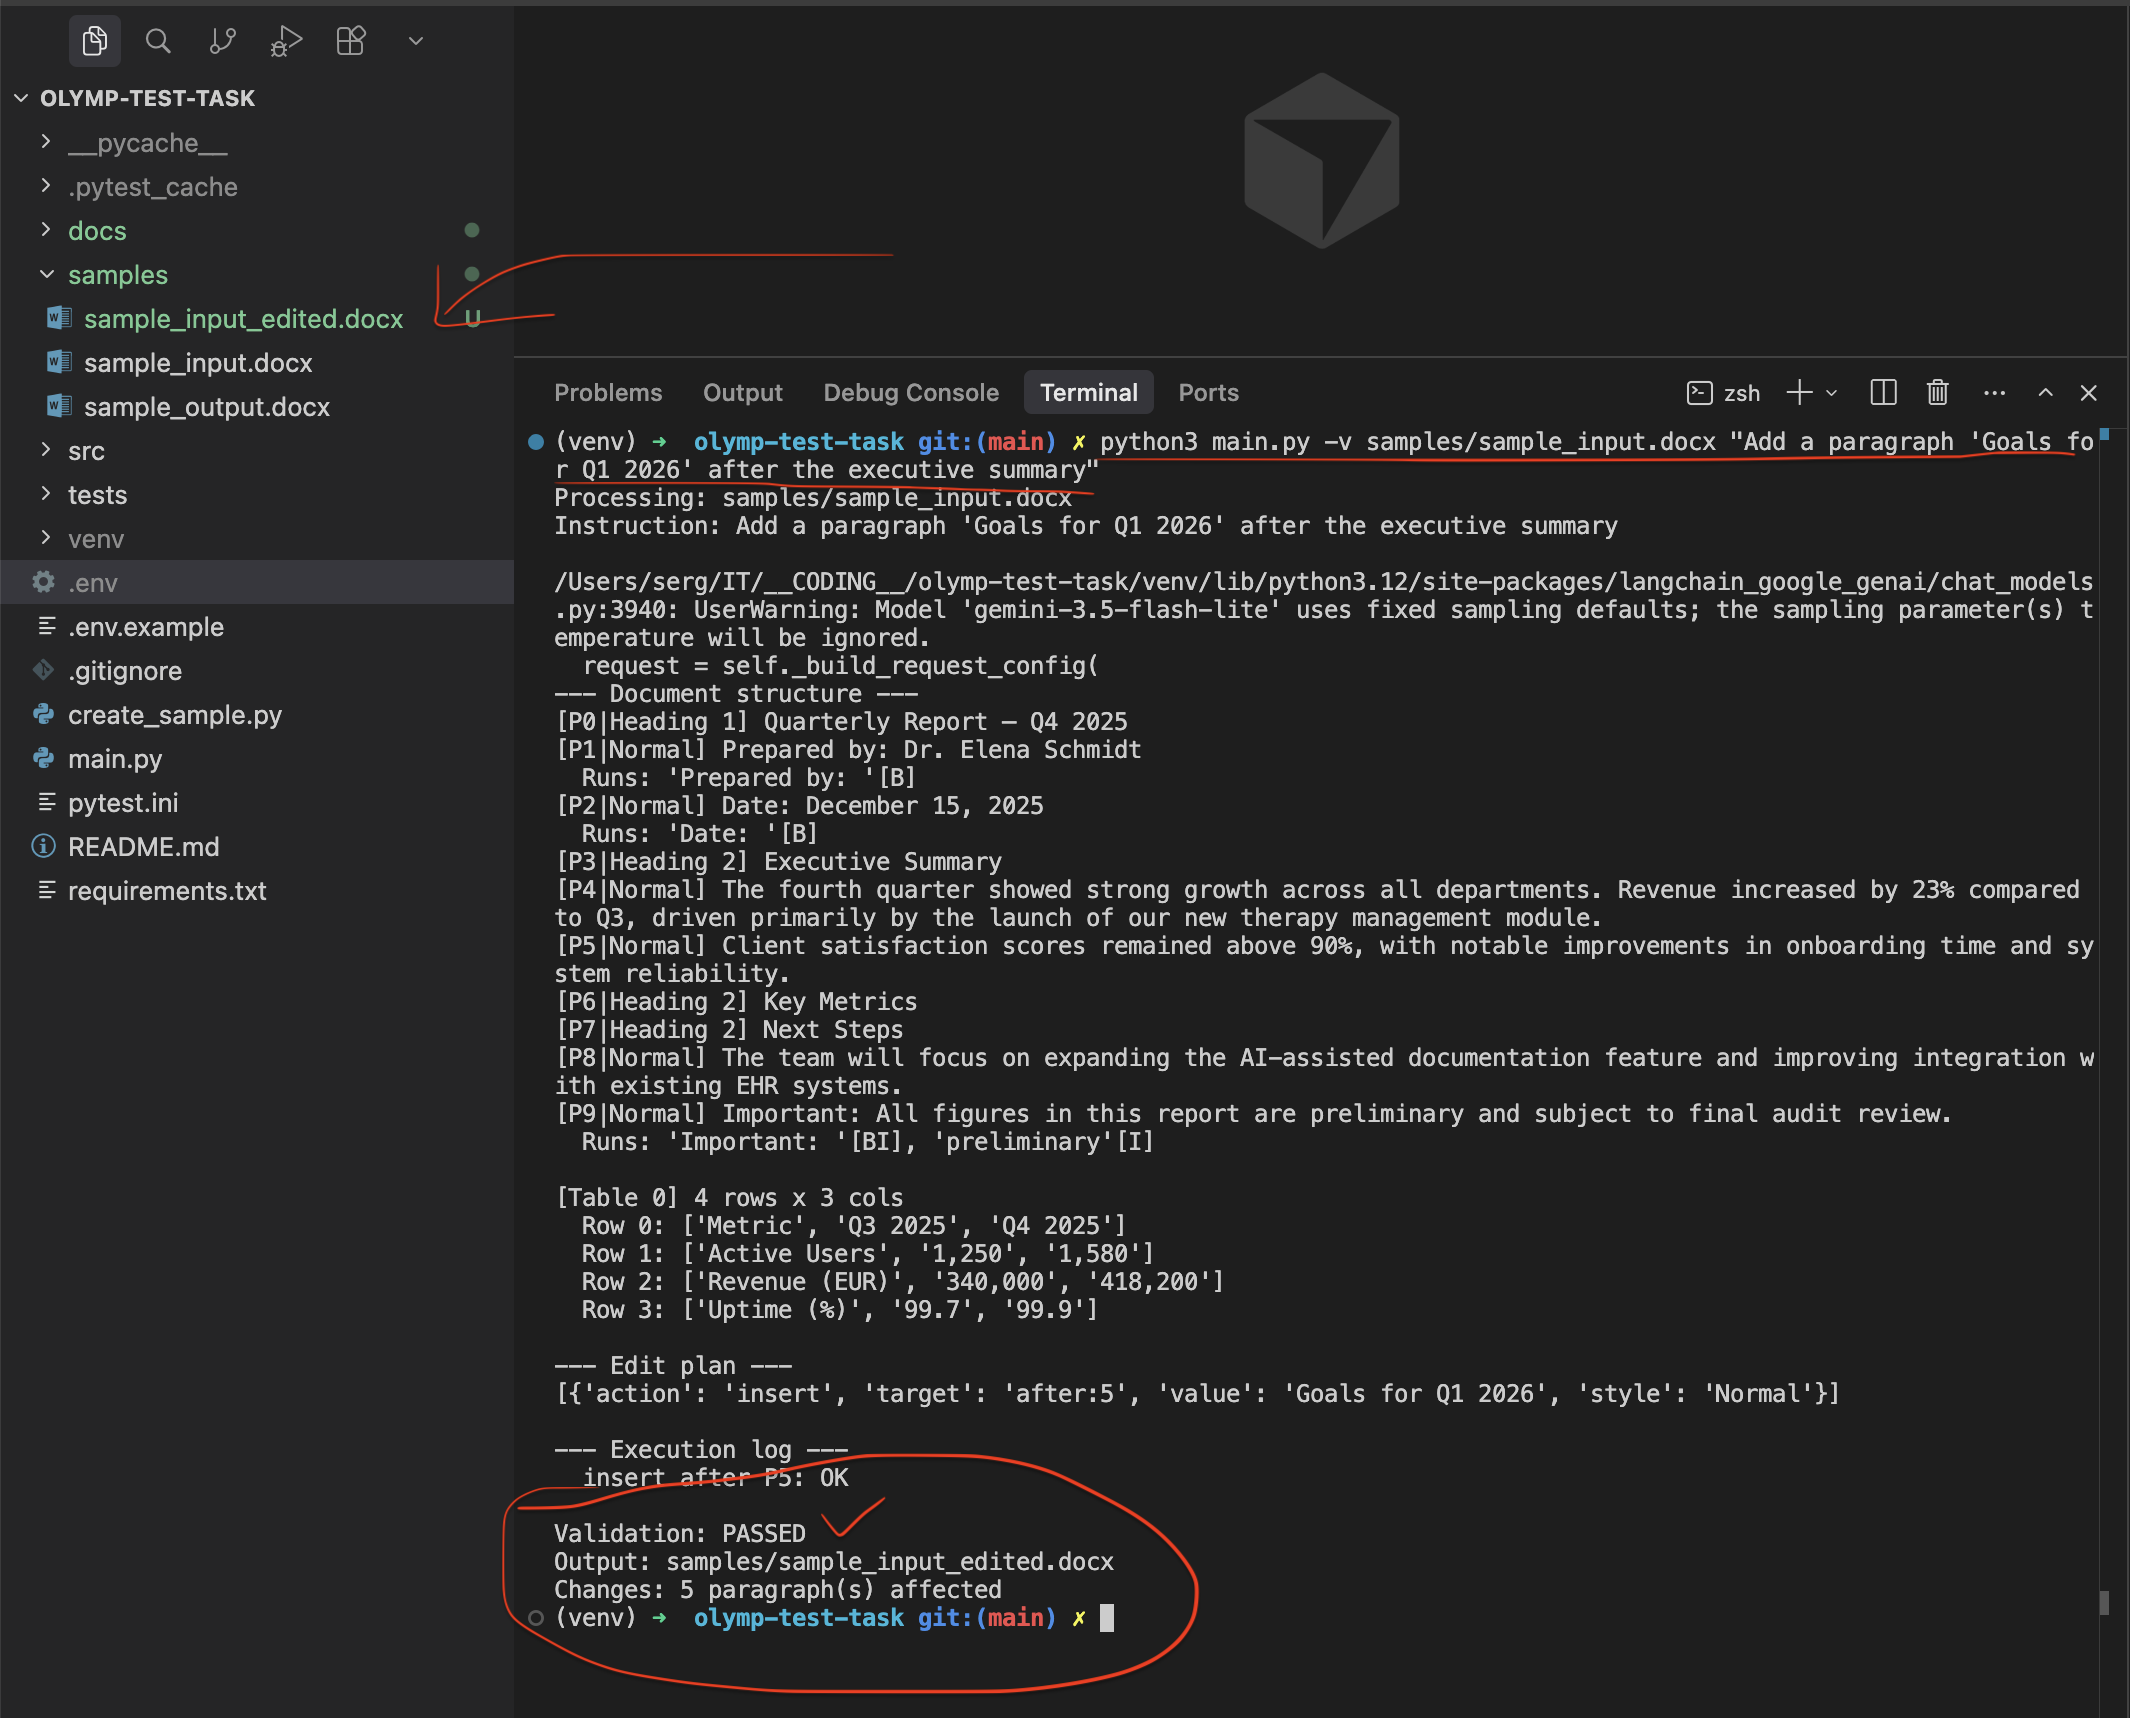 OLYMP-TEST-TASK
__pycache__
.pytest_cache
docs
samples
sample_input_edited.docx U
sample_input.docx
sample_output.docx
src
tests
venv
.env
.env.example
.gitignore
create_sample.py
main.py
pytest.ini
README.md
requirements.txt
Problems Output Debug Console Terminal Ports zsh
(venv) ➜ olymp-test-task git:(main) ✗ python3 main.py -v samples/sample_input.docx "Add a paragraph 'Goals fo
r Q1 2026' after the executive summary"
Processing: samples/sample_input.docx
Instruction: Add a paragraph 'Goals for Q1 2026' after the executive summary
/Users/serg/IT/__CODING__/olymp-test-task/venv/lib/python3.12/site-packages/langchain_google_genai/chat_models
.py:3940: UserWarning: Model 'gemini-3.5-flash-lite' uses fixed sampling defaults; the sampling parameter(s) t
emperature will be ignored.
request = self._build_request_config(
--- Document structure ---
[P0|Heading 1] Quarterly Report — Q4 2025
[P1|Normal] Prepared by: Dr. Elena Schmidt
Runs: 'Prepared by: '[B]
[P2|Normal] Date: December 15, 2025
Runs: 'Date: '[B]
[P3|Heading 2] Executive Summary
[P4|Normal] The fourth quarter showed strong growth across all departments. Revenue increased by 23% compared
to Q3, driven primarily by the launch of our new therapy management module.
[P5|Normal] Client satisfaction scores remained above 90%, with notable improvements in onboarding time and sy
stem reliability.
[P6|Heading 2] Key Metrics
[P7|Heading 2] Next Steps
[P8|Normal] The team will focus on expanding the AI-assisted documentation feature and improving integration w
ith existing EHR systems.
[P9|Normal] Important: All figures in this report are preliminary and subject to final audit review.
Runs: 'Important: '[BI], 'preliminary'[I]
[Table 0] 4 rows x 3 cols
Row 0: ['Metric', 'Q3 2025', 'Q4 2025']
Row 1: ['Active Users', '1,250', '1,580']
Row 2: ['Revenue (EUR)', '340,000', '418,200']
Row 3: ['Uptime (%)', '99.7', '99.9']
--- Edit plan ---
[{'action': 'insert', 'target': 'after:5', 'value': 'Goals for Q1 2026', 'style': 'Normal'}]
--- Execution log ---
insert after P5: OK
Validation: PASSED
Output: samples/sample_input_edited.docx
Changes: 5 paragraph(s) affected
(venv) ➜ olymp-test-task git:(main) ✗